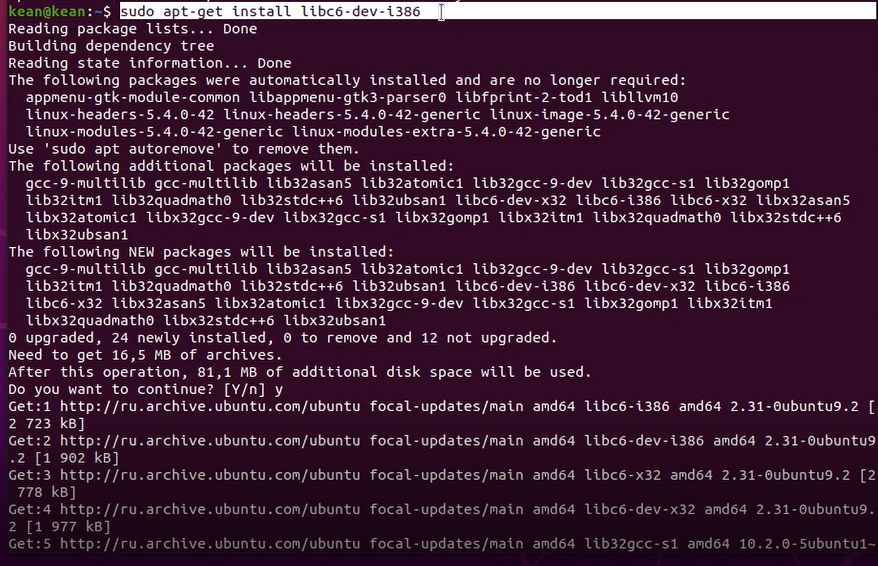 kean@kean:~$ sudo apt-get install libc6-dev-i386
Reading package lists... Done
Building dependency tree
Reading state information... Done
The following packages were automatically installed and are no longer required:
  appmenu-gtk-module-common libappmenu-gtk3-parser0 libfprint-2-tod1 libllvm10
  linux-headers-5.4.0-42 linux-headers-5.4.0-42-generic linux-image-5.4.0-42-generic
  linux-modules-5.4.0-42-generic linux-modules-extra-5.4.0-42-generic
Use 'sudo apt autoremove' to remove them.
The following additional packages will be installed:
  gcc-9-multilib gcc-multilib lib32asan5 lib32atomic1 lib32gcc-9-dev lib32gcc-s1 lib32gomp1
  lib32itm1 lib32quadmath0 lib32stdc++6 lib32ubsan1 libc6-dev-x32 libc6-i386 libc6-x32 libx32asan5
  libx32atomic1 libx32gcc-9-dev libx32gcc-s1 libx32gomp1 libx32itm1 libx32quadmath0 libx32stdc++6
  libx32ubsan1
The following NEW packages will be installed:
  gcc-9-multilib gcc-multilib lib32asan5 lib32atomic1 lib32gcc-9-dev lib32gcc-s1 lib32gomp1
  lib32itm1 lib32quadmath0 lib32stdc++6 lib32ubsan1 libc6-dev-i386 libc6-dev-x32 libc6-i386
  libc6-x32 libx32asan5 libx32atomic1 libx32gcc-9-dev libx32gcc-s1 libx32gomp1 libx32itm1
  libx32quadmath0 libx32stdc++6 libx32ubsan1
0 upgraded, 24 newly installed, 0 to remove and 12 not upgraded.
Need to get 16,5 MB of archives.
After this operation, 81,1 MB of additional disk space will be used.
Do you want to continue? [Y/n] y
Get:1 http://ru.archive.ubuntu.com/ubuntu focal-updates/main amd64 libc6-i386 amd64 2.31-0ubuntu9.2 [
2 723 kB]
Get:2 http://ru.archive.ubuntu.com/ubuntu focal-updates/main amd64 libc6-dev-i386 amd64 2.31-0ubuntu9
.2 [1 902 kB]
Get:3 http://ru.archive.ubuntu.com/ubuntu focal-updates/main amd64 libc6-x32 amd64 2.31-0ubuntu9.2 [2
 778 kB]
Get:4 http://ru.archive.ubuntu.com/ubuntu focal-updates/main amd64 libc6-dev-x32 amd64 2.31-0ubuntu9.
2 [1 977 kB]
Get:5 http://ru.archive.ubuntu.com/ubuntu focal-updates/main amd64 lib32gcc-s1 amd64 10.2.0-5ubuntu1~